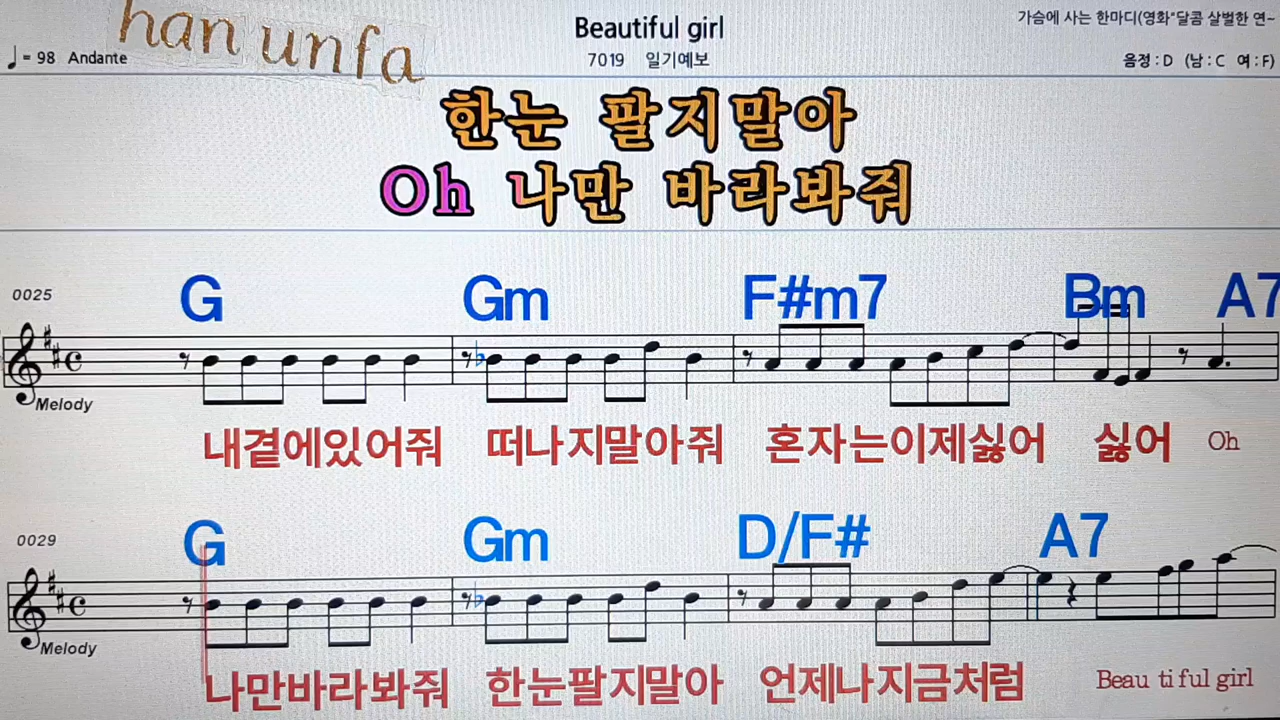 han unfa
Beautiful girl
가슴에 사는 한마디(영화"달콤 살벌한 연~
♩= 98 Andante
7019 일기예보
음정 : D (남 : C 여 : F)
한눈 팔지말아
Oh 나만 바라봐줘
0025
G Gm F#m7 Bm A7
Melody
내곁에있어줘 떠나지말아줘 혼자는이제싫어 싫어 Oh
0029
G Gm D/F# A7
Melody
나만바라봐줘 한눈팔지말아 언제나지금처럼 Beau ti ful girl